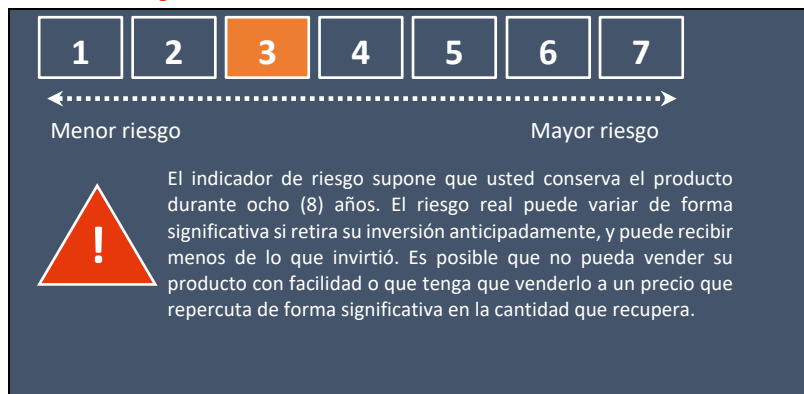 1 2 3 4 5 6 7
Menor riesgo Mayor riesgo
El indicador de riesgo supone que usted conserva el producto
durante ocho (8) años. El riesgo real puede variar de forma
significativa si retira su inversión anticipadamente, y puede recibir
menos de lo que invirtió. Es posible que no pueda vender su
producto con facilidad o que tenga que venderlo a un precio que
repercuta de forma significativa en la cantidad que recupera.
!